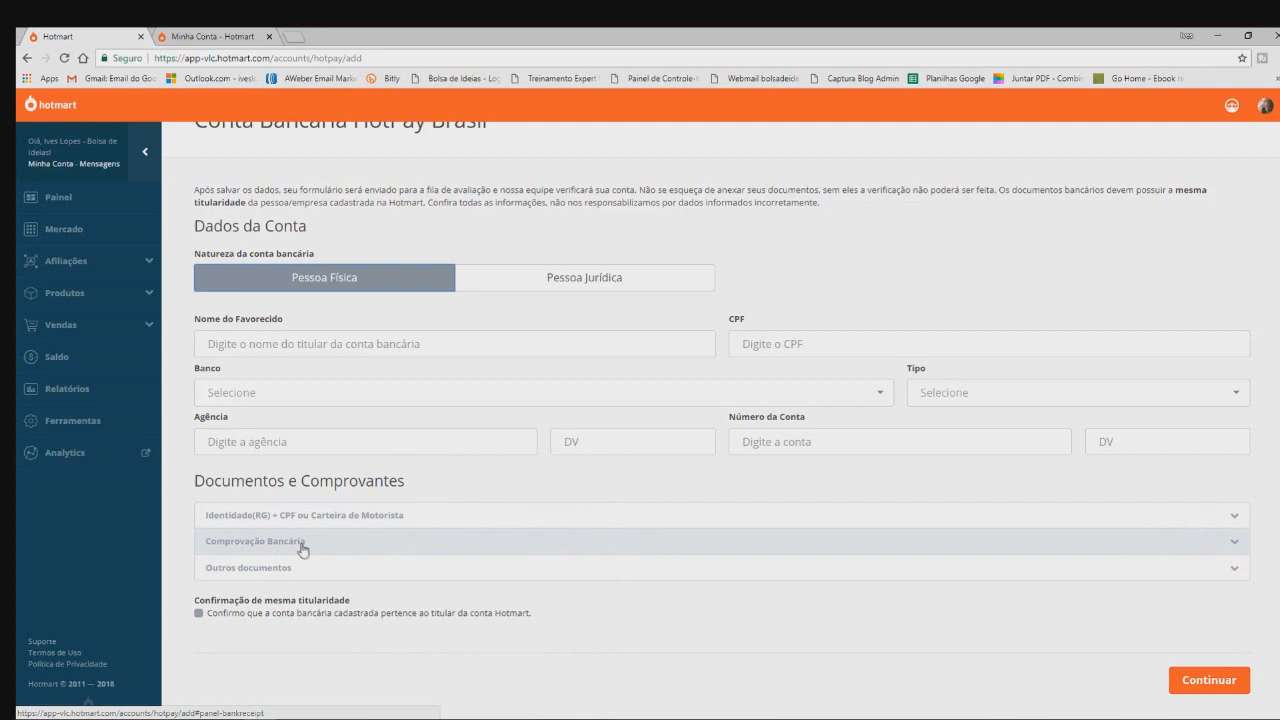 Hotmart
Minha Conta - Hotmart
Seguro
https://app-vlc.hotmart.com/accounts/hotpay/add
Apps
Gmail: Email do Goo
Outlook.com - ivesk.
AWeber Email Mark
Bitly
Bolsa de Ideias - Log
Treinamento Expert
Painel de Controle-
Webmail bolsadeide
Captura Blog Admin
Planilhas Google
Juntar PDF - Combin
Go Home - Ebook
hotmart
Conta Bancária HotPay Brasil
Olá, Ives Lopes - Bolsa de
Ideias!
Minha Conta - Mensagens
Painel
Mercado
Afiliações
Produtos
Vendas
Saldo
Relatórios
Ferramentas
Analytics
Suporte
Termos de Uso
Política de Privacidade
Hotmart © 2011 — 2018
Após salvar os dados, seu formulário será enviado para a fila de avaliação e nossa equipe verificará sua conta. Não se esqueça de anexar os documentos, sem eles a verificação não poderá ser feita. Os documentos bancários devem possuir a mesma
titularidade da pessoa/empresa cadastrada na Hotmart. Confira todas as informações, não nos responsabilizamos por dados informados incorretamente.
Dados da Conta
Natureza da conta bancária
Pessoa Física
Pessoa Jurídica
Nome do Favorecido
CPF
Digite o nome do titular da conta bancária
Digite o CPF
Banco
Tipo
Selecione
Selecione
Agência
Número da Conta
Digite a agência
DV
Digite a conta
DV
Documentos e Comprovantes
Identidade(RG) + CPF ou Carteira de Motorista
Comprovação Bancária
Outros documentos
Confirmação de mesma titularidade
Confirmo que a conta bancária cadastrada pertence ao titular da conta Hotmart.
Continuar
https://app-vlc.hotmart.com/accounts/hotpay/add#panel-bankreceipt